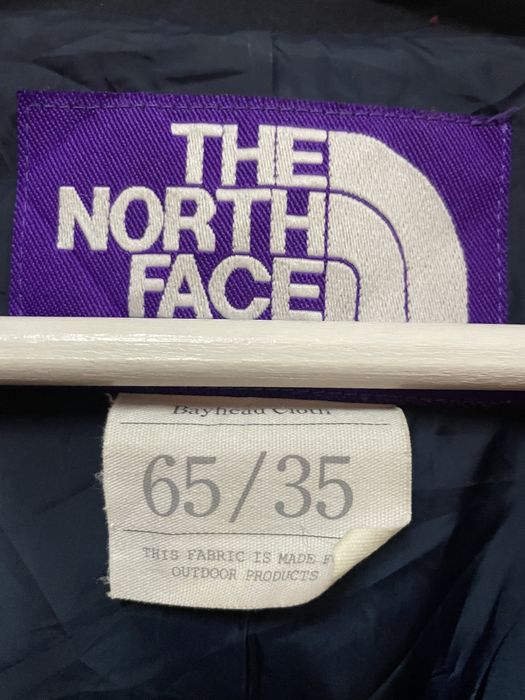 THE
NORTH
FACE
Bayhead Cloth
65/35
THIS FABRIC IS MADE F
OUTDOOR PRODUCTS